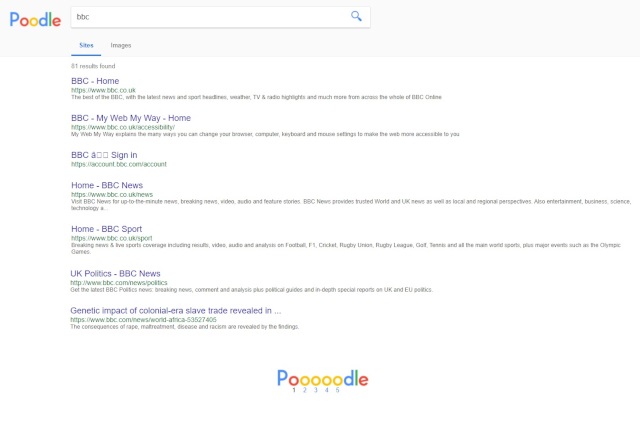 Poodle
bbc
Sites Images
81 results found
BBC - Home
https://www.bbc.co.uk
The best of the BBC, with the latest news and sport headlines, weather, TV & radio highlights and much more from across the whole of BBC Online
BBC - My Web My Way - Home
https://www.bbc.co.uk/accessibility/
My Web My Way explains the many ways you can change your browser, computer, keyboard and mouse settings to make the web more accessible to you
BBC â□□ Sign in
https://account.bbc.com/account
Home - BBC News
https://www.bbc.co.uk/news
Visit BBC News for up-to-the-minute news, breaking news, video, audio and feature stories. BBC News provides trusted World and UK news as well as local and regional perspectives. Also entertainment, business, science,
technology a...
Home - BBC Sport
https://www.bbc.co.uk/sport
Breaking news & live sports coverage including results, video, audio and analysis on Football, F1, Cricket, Rugby Union, Rugby League, Golf, Tennis and all the main world sports, plus major events such as the Olympic
Games.
UK Politics - BBC News
http://www.bbc.com/news/politics
Get the latest BBC Politics news: breaking news, comment and analysis plus political guides and in-depth special reports on UK and EU politics.
Genetic impact of colonial-era slave trade revealed in ...
https://www.bbc.com/news/world-africa-53527405
The consequences of rape, maltreatment, disease and racism are revealed by the findings.
Pooooodle
1 2 3 4 5